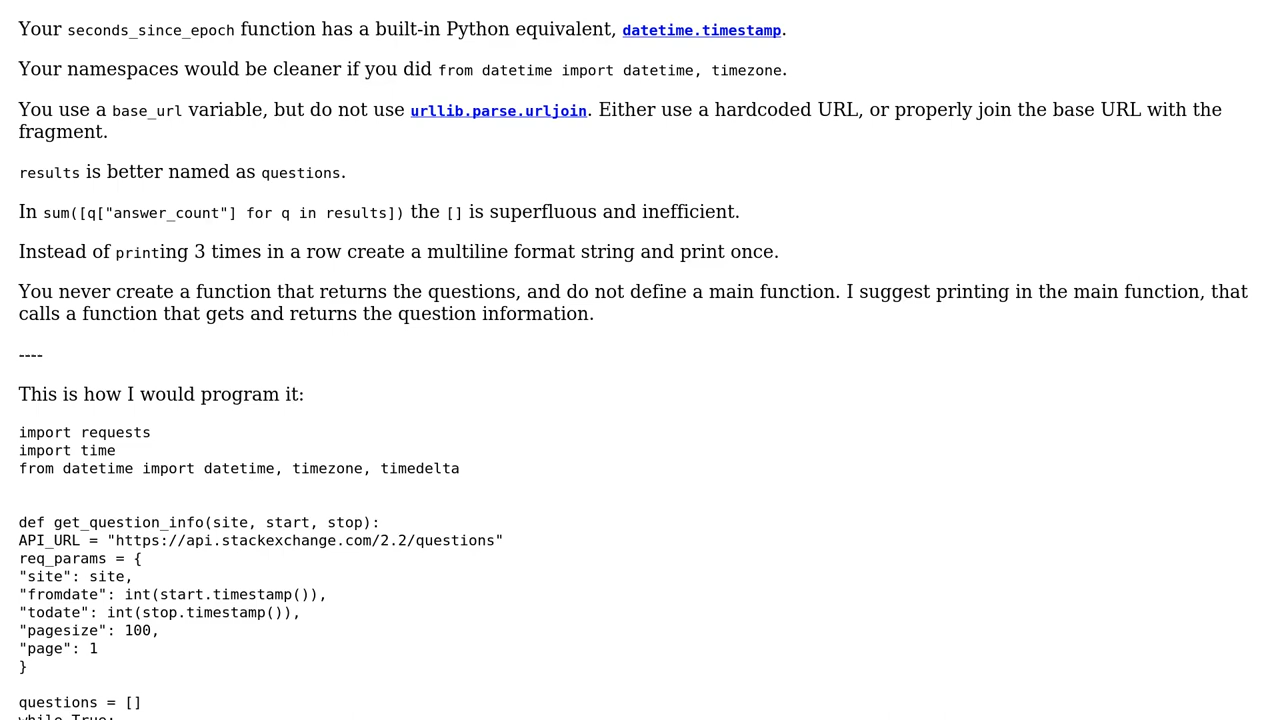 Your seconds_since_epoch function has a built-in Python equivalent, datetime.timestamp.
Your namespaces would be cleaner if you did from datetime import datetime, timezone.
You use a base_url variable, but do not use urllib.parse.urljoin. Either use a hardcoded URL, or properly join the base URL with the
fragment.
results is better named as questions.
In sum([q["answer_count"] for q in results]) the [] is superfluous and inefficient.
Instead of printing 3 times in a row create a multiline format string and print once.
You never create a function that returns the questions, and do not define a main function. I suggest printing in the main function, that
calls a function that gets and returns the question information.
----
This is how I would program it:
import requests
import time
from datetime import datetime, timezone, timedelta
def get_question_info(site, start, stop):
API_URL = "https://api.stackexchange.com/2.2/questions"
req_params = {
"site": site,
"fromdate": int(start.timestamp()),
"todate": int(stop.timestamp()),
"pagesize": 100,
"page": 1
}
questions = []
while True: